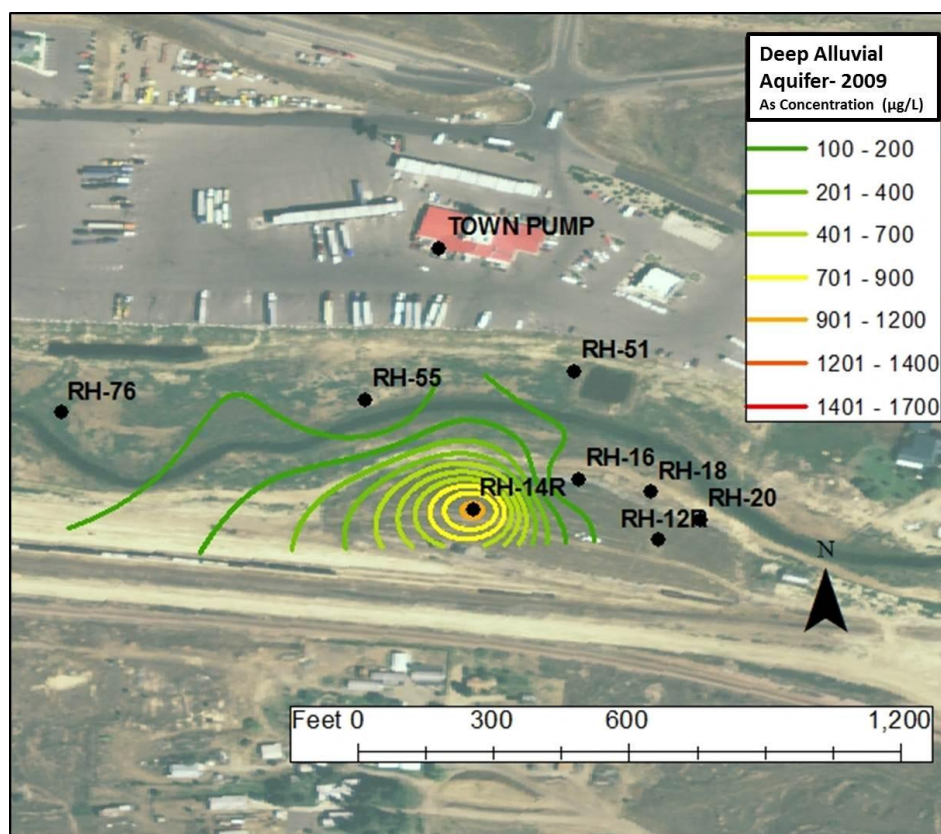 Deep Alluvial
Aquifer- 2009
As Concentration (µg/L)
100 - 200
201 - 400
401 - 700
701 - 900
901 - 1200
1201 - 1400
1401 - 1700
TOWN PUMP
RH-51
RH-55
RH-76
RH-16
RH-18
RH-14R
RH-20
RH-12R
N
Feet 0 300 600 1,200